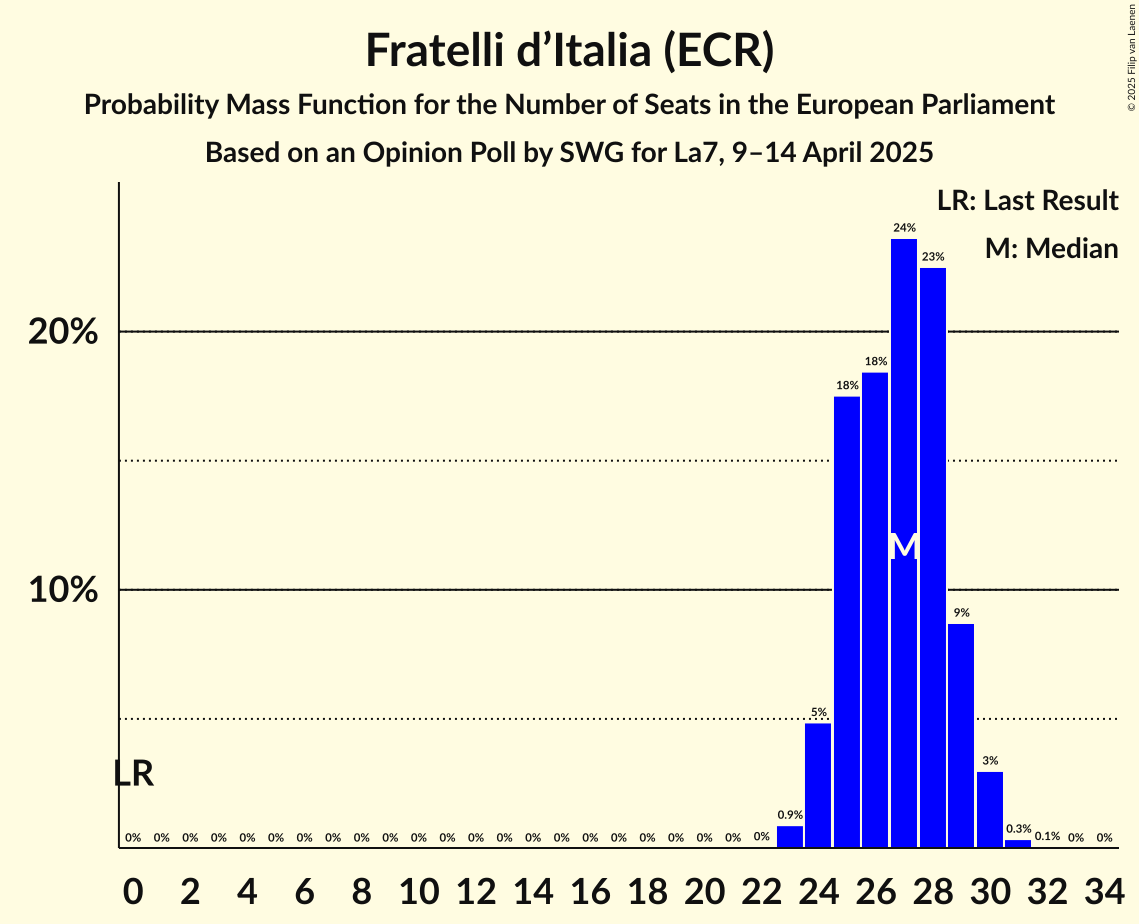 Fratelli d’Italia (ECR)
Probability Mass Function for the Number of Seats in the European Parliament
Based on an Opinion Poll by SWG for La7, 9–14 April 2025
© 2025 Filip van Laenen
LR: Last Result
M: Median
20%
10%
24%
23%
18%
18%
9%
5%
3%
M
LR
0% 0% 0% 0% 0% 0% 0% 0% 0% 0% 0% 0% 0% 0% 0% 0% 0% 0% 0% 0% 0% 0% 0% 0.9% 0.3% 0.1% 0% 0%
0 2 4 6 8 10 12 14 16 18 20 22 24 26 28 30 32 34